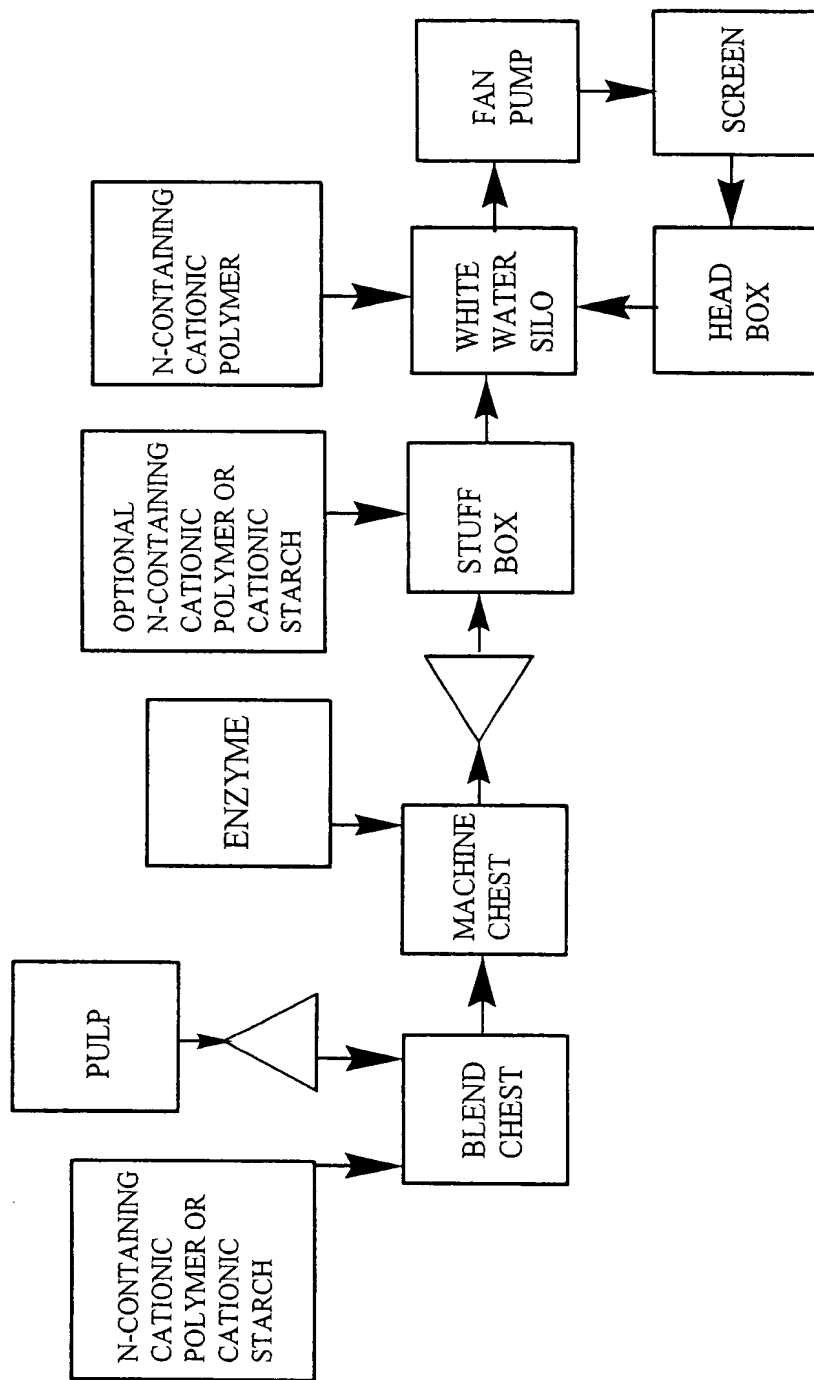 N-CONTAINING
CATIONIC
POLYMER OR
CATIONIC
STARCH
PULP
BLEND
CHEST
ENZYME
MACHINE
CHEST
OPTIONAL
N-CONTAINING
CATIONIC
POLYMER OR
CATIONIC
STARCH
STUFF
BOX
N-CONTAINING
CATIONIC
POLYMER
WHITE
WATER
SILO
FAN
PUMP
SCREEN
HEAD
BOX